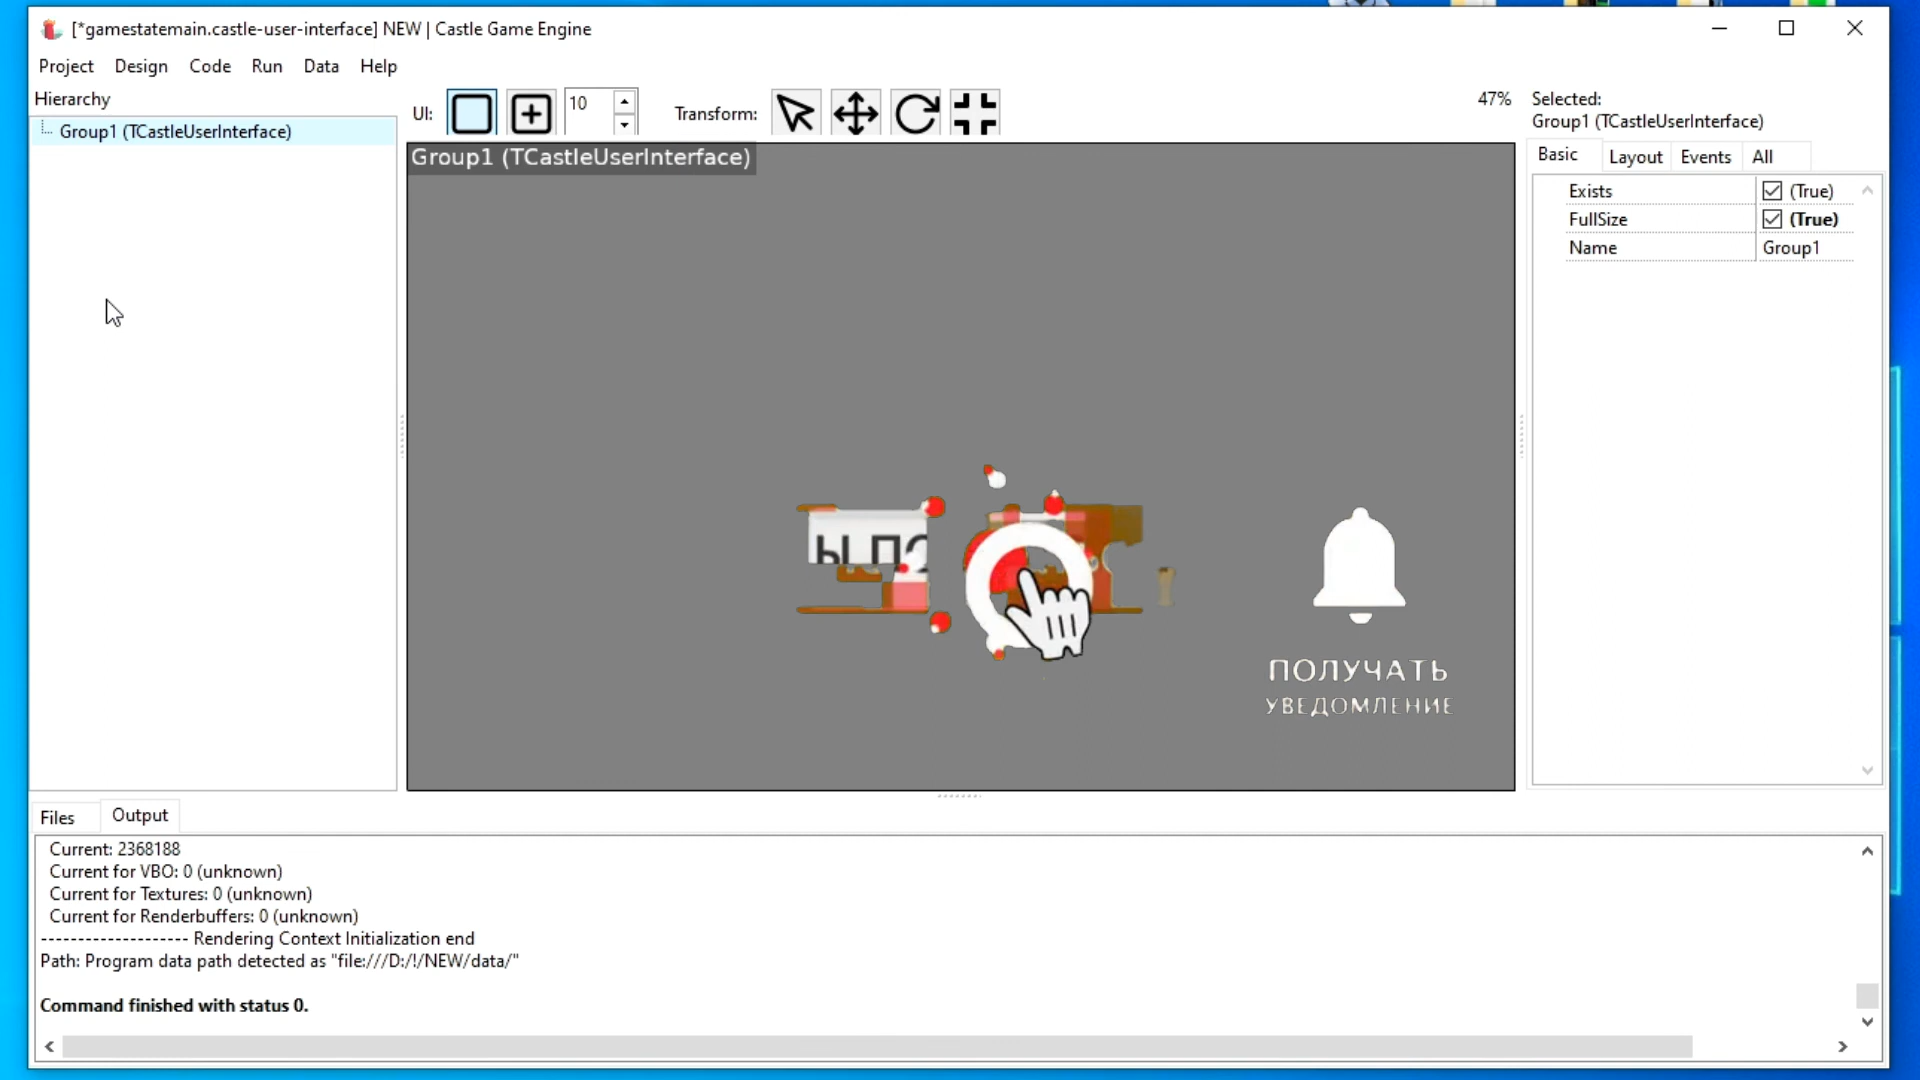 [*gamestatemain.castle-user-interface] NEW | Castle Game Engine
Project Design Code Run Data Help
Hierarchy
Group1 (TCastleUserInterface)
UI: 10 Transform: 47%
Group1 (TCastleUserInterface)
Selected:
Group1 (TCastleUserInterface)
Basic Layout Events All
Exists (True)
FullSize (True)
Name Group1
ПОЛУЧАТЬ
УВЕДОМЛЕНИЕ
Files Output
Current: 2368188
Current for VBO: 0 (unknown)
Current for Textures: 0 (unknown)
Current for Renderbuffers: 0 (unknown)
-------------------- Rendering Context Initialization end
Path: Program data path detected as "file:///D:/!/NEW/data/"
Command finished with status 0.